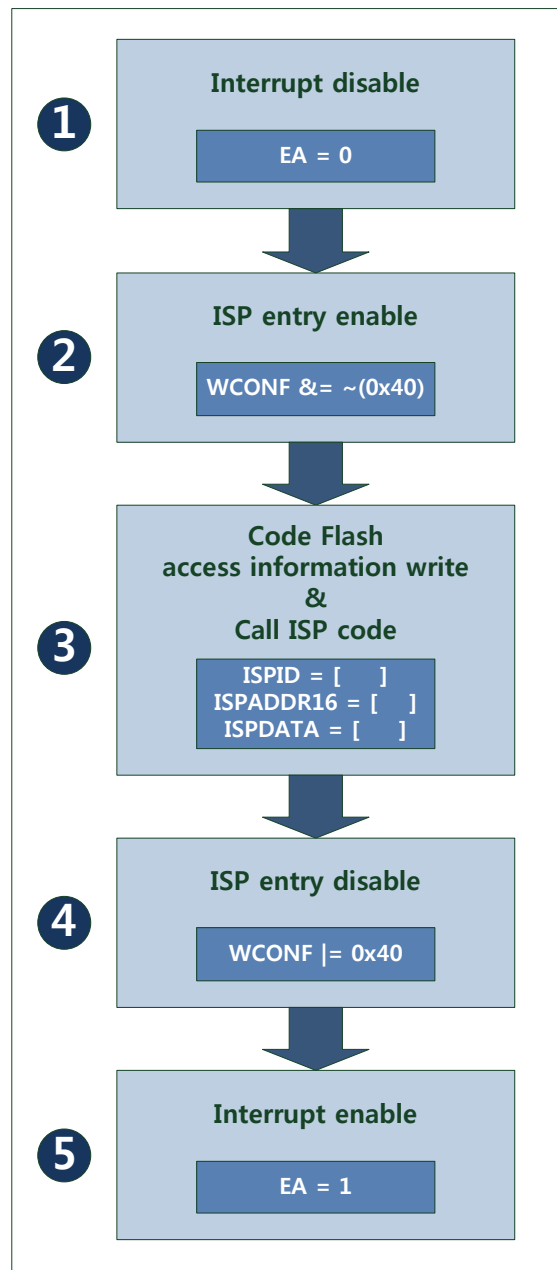 Interrupt disable
1
EA = 0
ISP entry enable
2
WCONF &= ~(0x40)
Code Flash
access information write
&
Call ISP code
3
ISPID = [    ]
ISPADDR16 = [   ]
ISPDATA = [    ]
ISP entry disable
4
WCONF |= 0x40
Interrupt enable
5
EA = 1